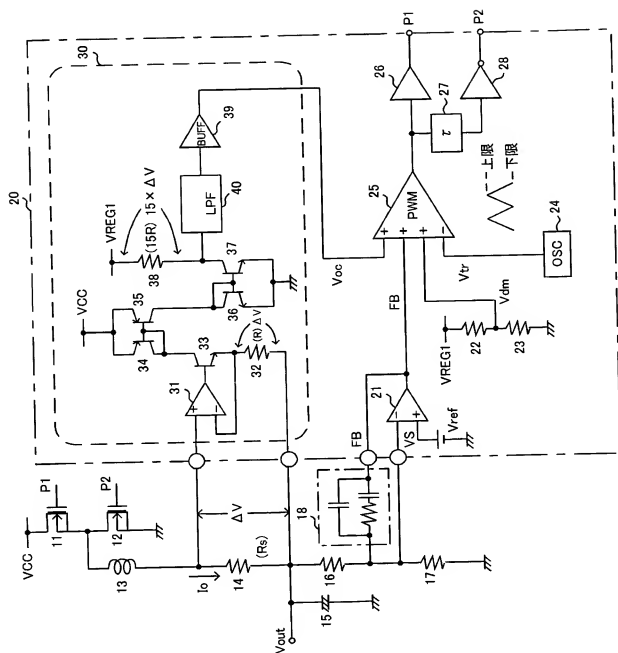 20
30
VCC
P1
11
P2
12
13
Io
14
(Rs)
ΔV
Vout
15
16
17
18
FB
VS
Vref
21
VCC
34
35
31
33
32
(R)
ΔV
36
37
VREG1
38
(15R)
15×ΔV
LPF
40
BUFF
39
Voc
FB
Vtr
Vdm
VREG1
22
23
OSC
24
PWM
25
上限
下限
26
P1
τ
27
28
P2